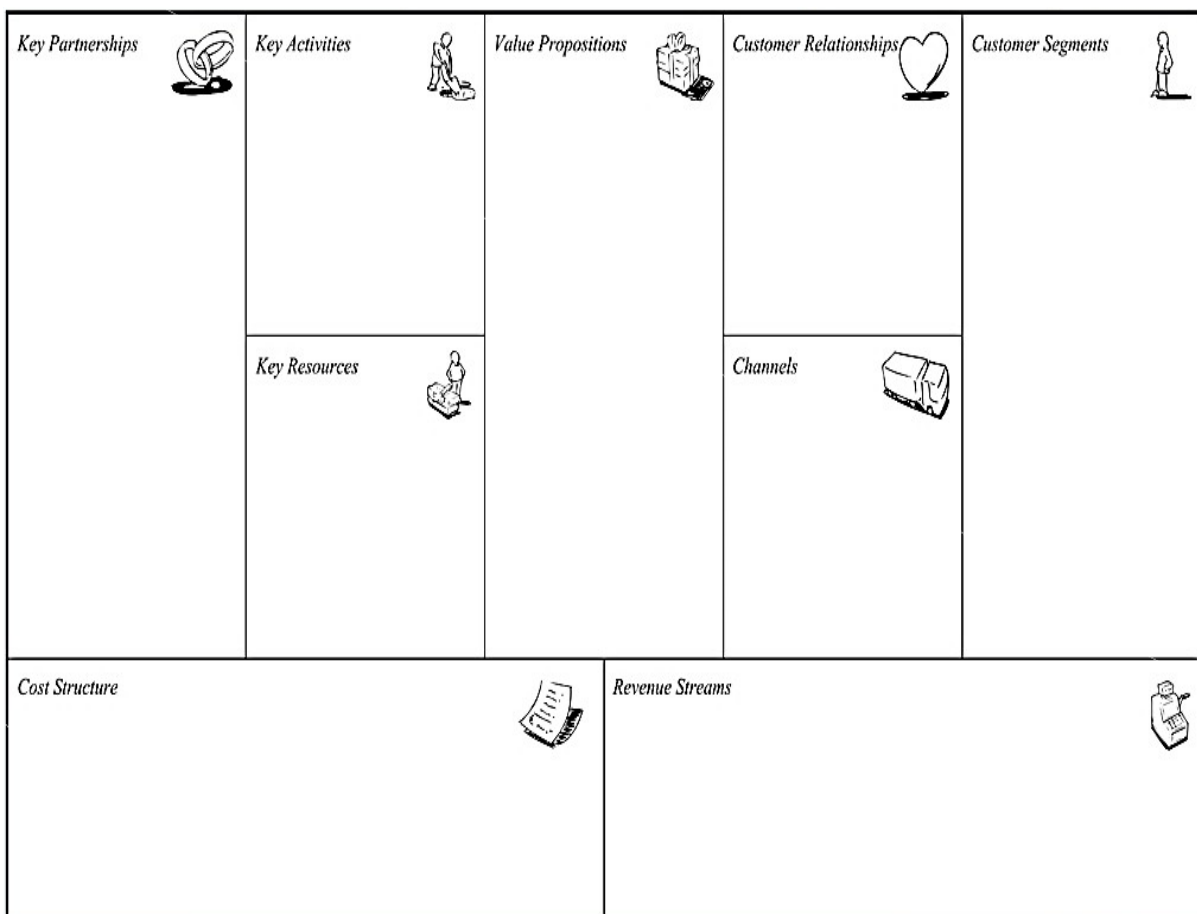 Key Partnerships
Key Activities
Value Propositions
Customer Relationships
Customer Segments
Key Resources
Channels
Cost Structure
Revenue Streams